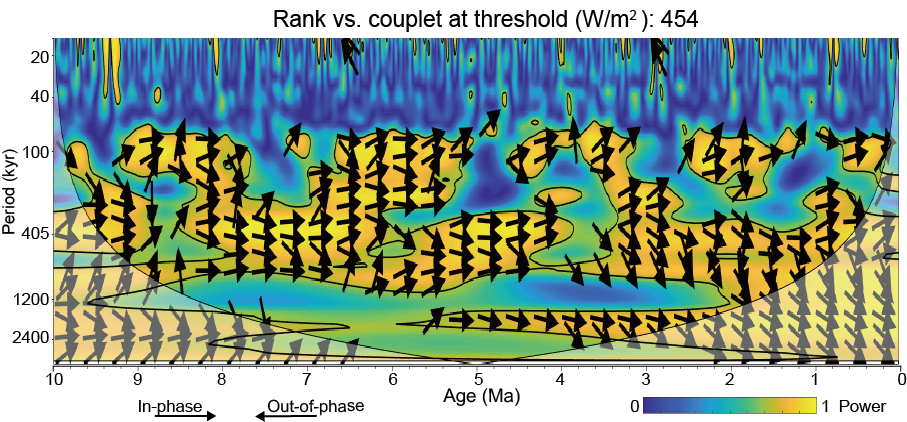 Rank vs. couplet at threshold (W/m²): 454
Period (kyr)
20
40
100
405
1200
2400
10 9 8 7 6 5 4 3 2 1 0
Age (Ma)
In-phase Out-of-phase
0 1 Power